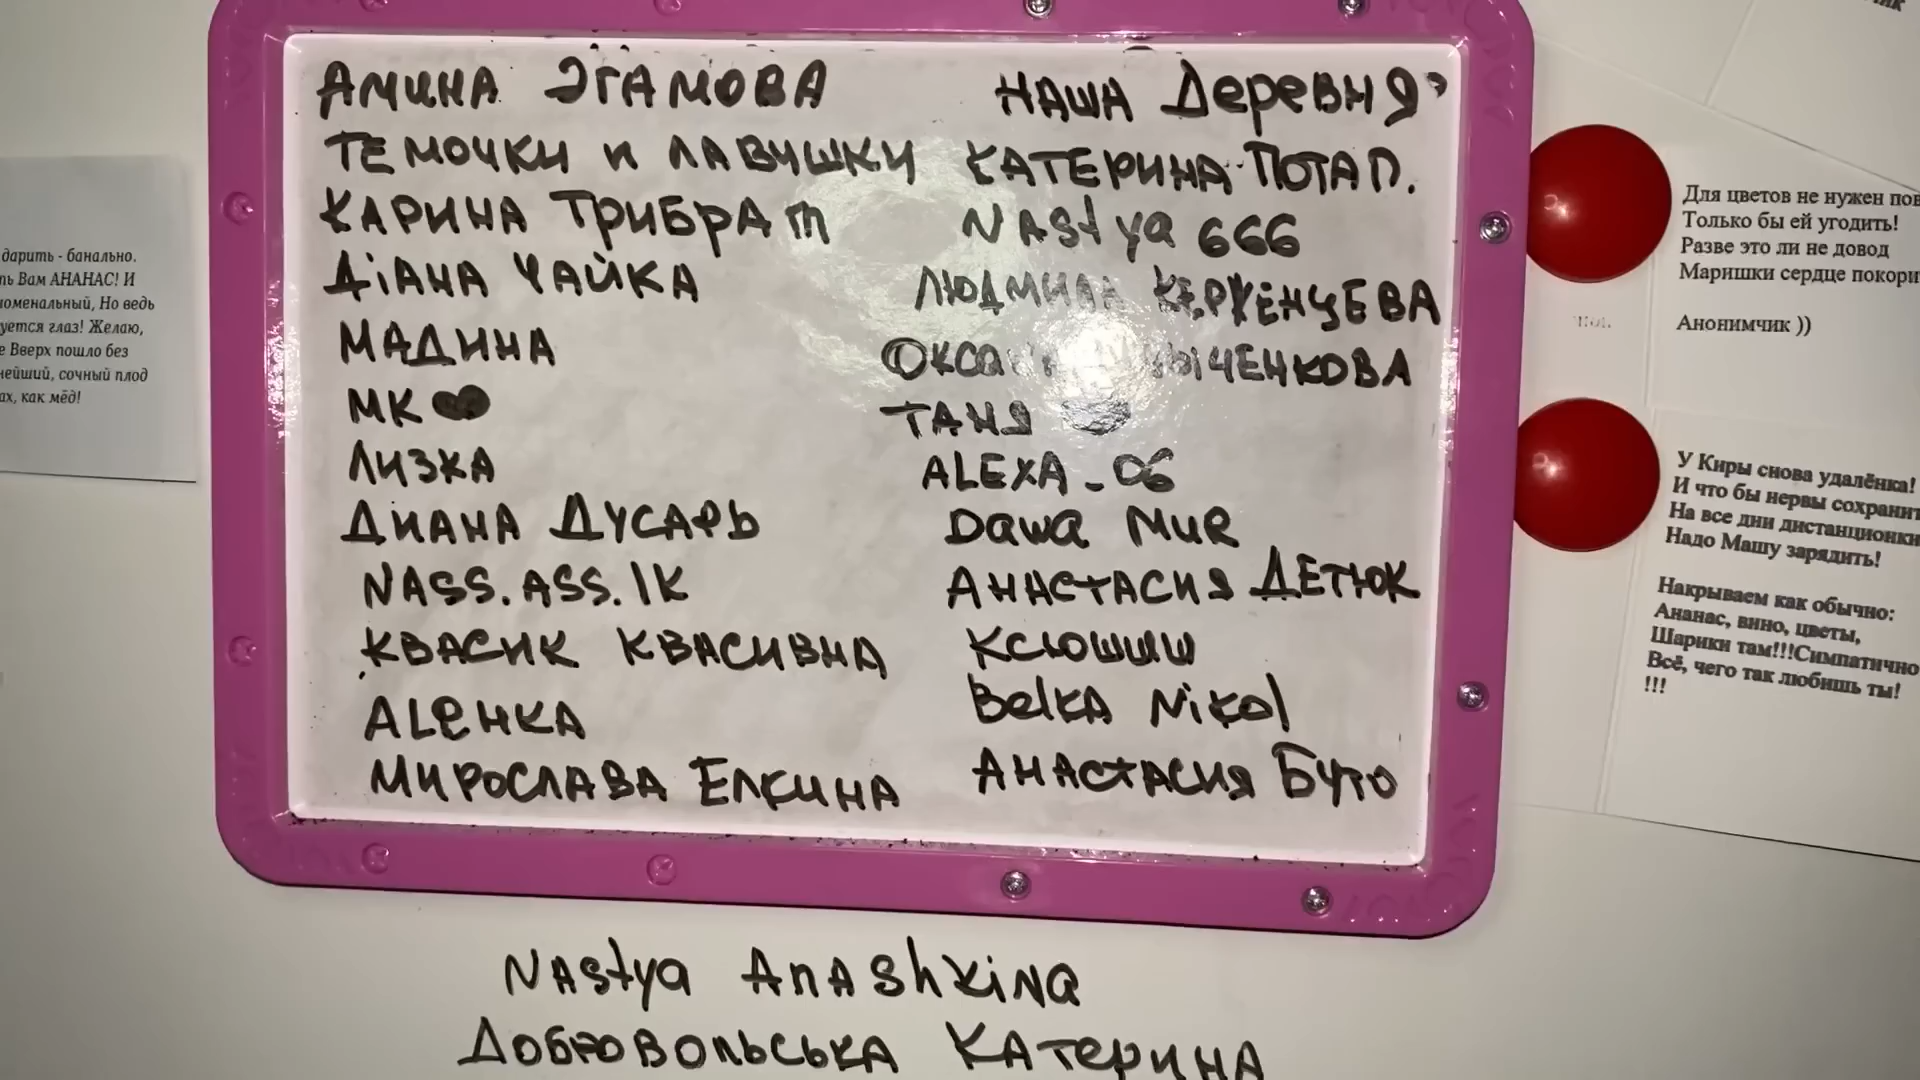 Амина Эгамова
Темочки и Лавушки
Карина Трибрат
Діана Чайка
Мадина
МК
Лизка
Диана Дусарь
NASS.ASS.IK
Квасик Квасивна
ALеНКА
Мирослава Елкина
Наша Деревня
Катерина Потап.
NAStya 666
Людмила Керженцева
Таня
ALEXA_06
Dawa MUR
Анастасия Детюк
Ксюшиш
BelkA Nikol
Анастасия Буто
NAStya AnAShkiNa
Добровольська Катерина
дарить - банально.
ть Вам АНАНАС! И
номенальный, Но ведь
уется глаз! Желаю,
е Вверх пошло без
нейший, сочный плод
ах, как мёд!
Для цветов не нужен пов
Только бы ей угодить!
Разве это ли не довод
Маришки сердце покори
Анонимчик ))
У Киры снова удалёнка!
И что бы нервы сохранит
На все дни дистанционки
Надо Машу зарядить!
Накрываем как обычно:
Ананас, вино, цветы,
Шарики там!!!Симпатично
Всё, чего так любишь ты!
!!!